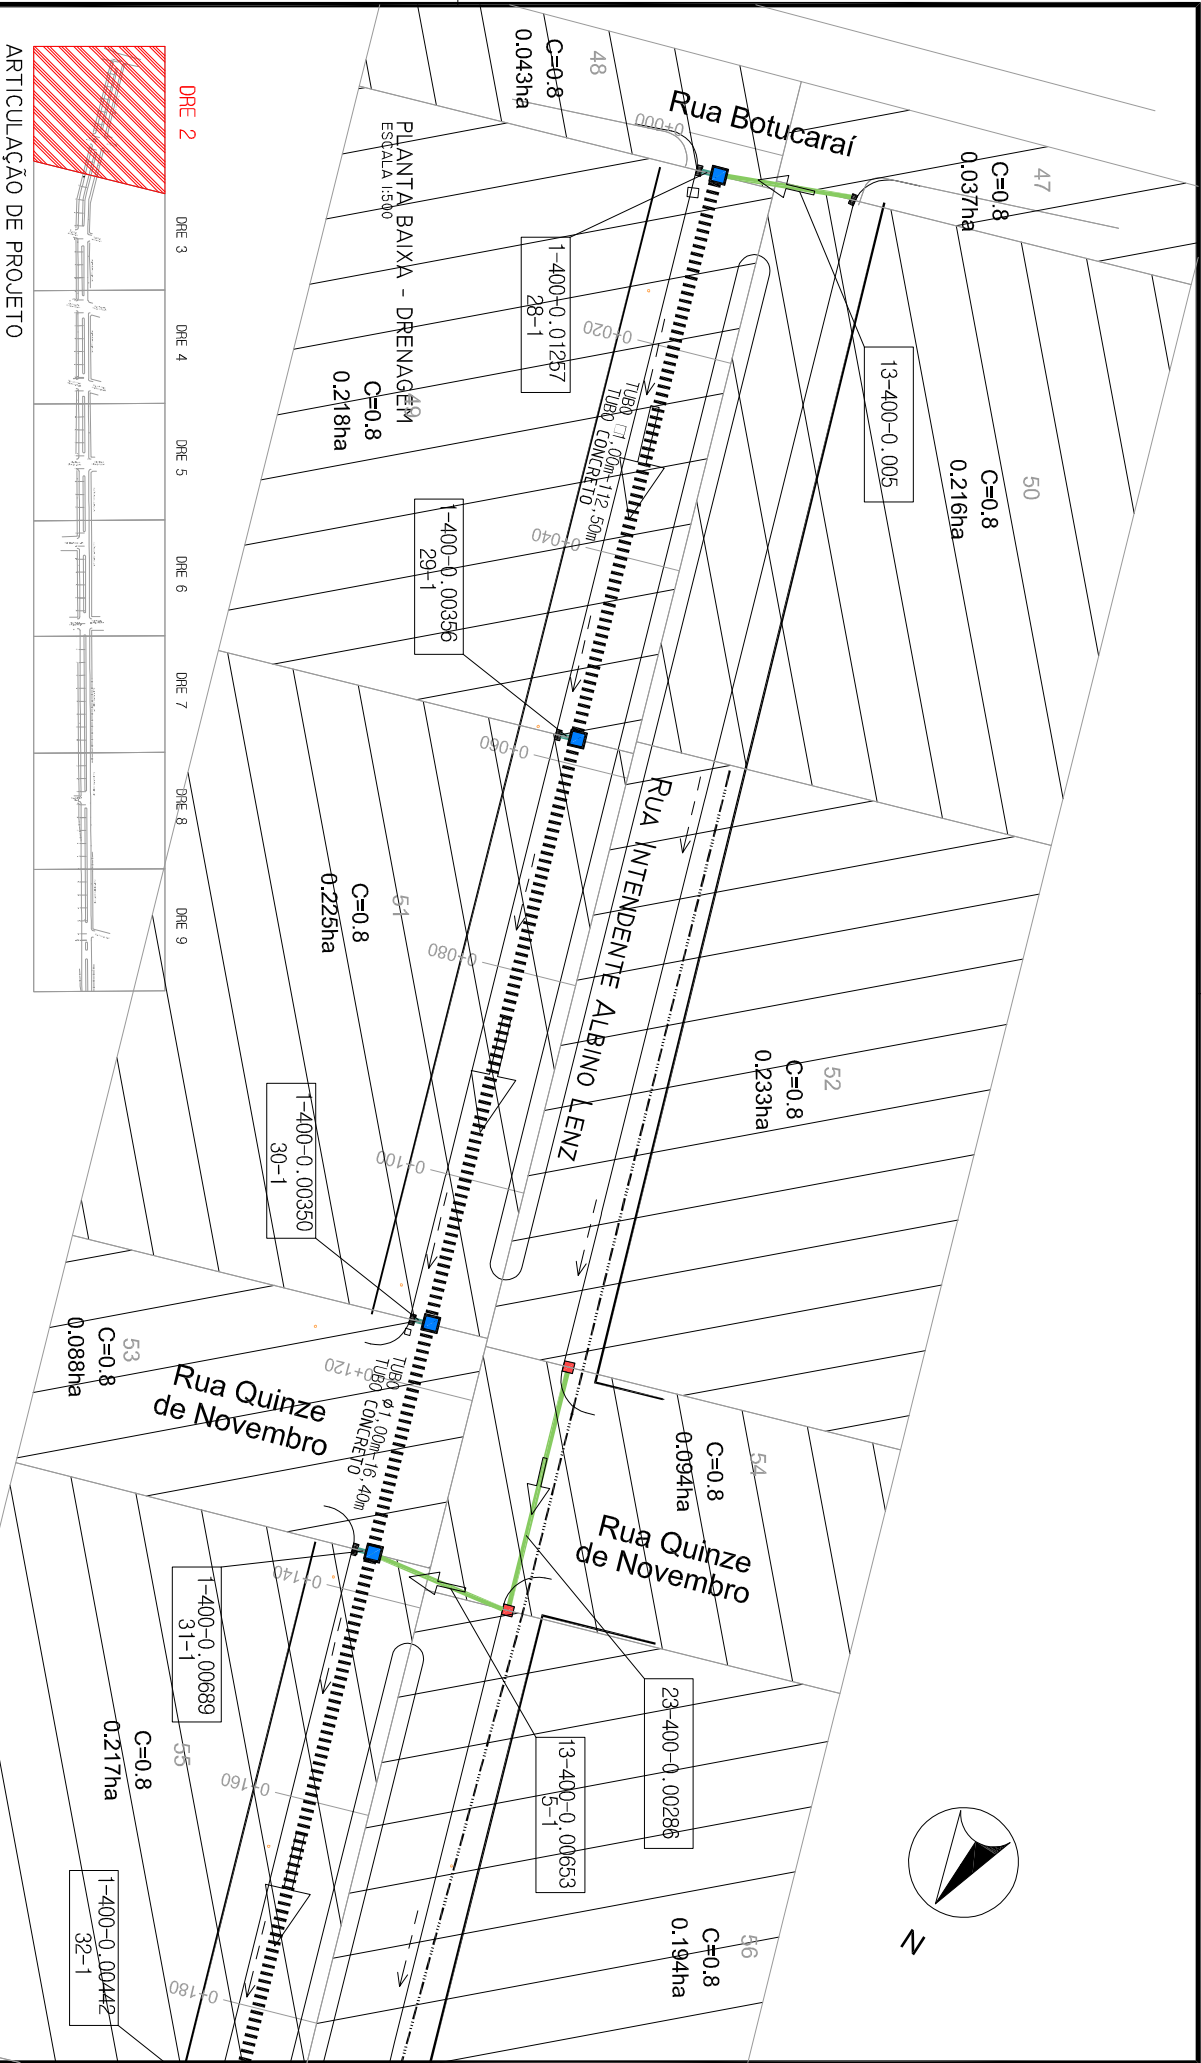 Rua Botucaraí
48
C=0.8
0.043ha
47
C=0.8
0.037ha
0+000
1-400-0.01257
28-1
13-400-0.005
50
C=0.8
0.216ha
PLANTA BAIXA - DRENAGEM
ESCALA 1:500
49
C=0.8
0.218ha
0+020
TUBO □1,00m-112,50m
TUBO CONCRETO
0+040
1-400-0.00356
29-1
0+060
RUA INTENDENTE ALBINO LENZ
51
C=0.8
0.225ha
0+080
52
C=0.8
0.233ha
0+100
1-400-0.00350
30-1
53
C=0.8
0.088ha
Rua Quinze
de Novembro
0+120
TUBO Ø1,00m-16,40m
TUBO CONCRETO
54
C=0.8
0.094ha
Rua Quinze
de Novembro
0+140
1-400-0.00689
31-1
23-400-0.00286
13-400-0.00653
5-1
55
C=0.8
0.217ha
0+160
56
C=0.8
0.194ha
0+180
1-400-0.00442
32-1
N
DRE 2
DRE 3
DRE 4
DRE 5
DRE 6
DRE 7
DRE 8
DRE 9
ARTICULAÇÃO DE PROJETO